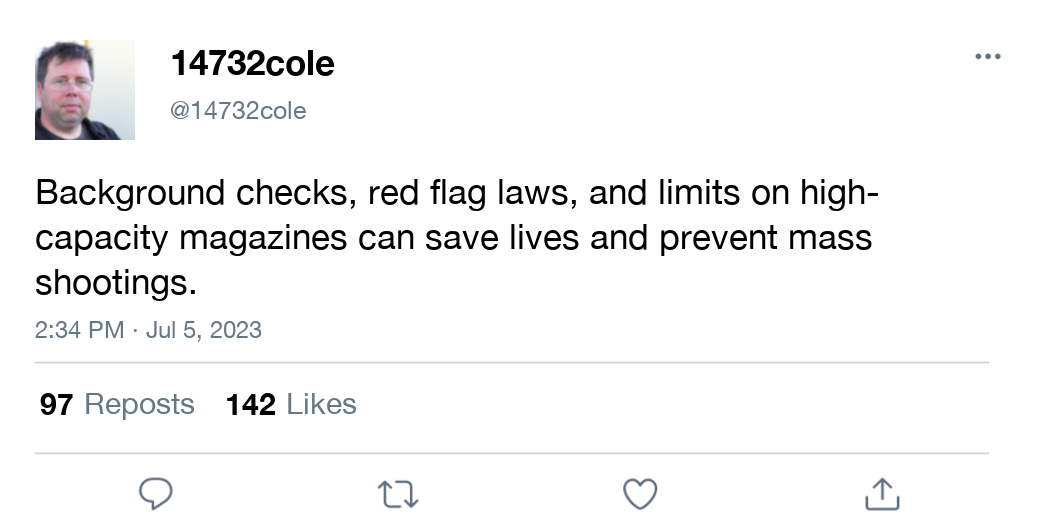 14732cole
@14732cole
Background checks, red flag laws, and limits on high-
capacity magazines can save lives and prevent mass
shootings.
2:34 PM · Jul 5, 2023
97 Reposts 142 Likes